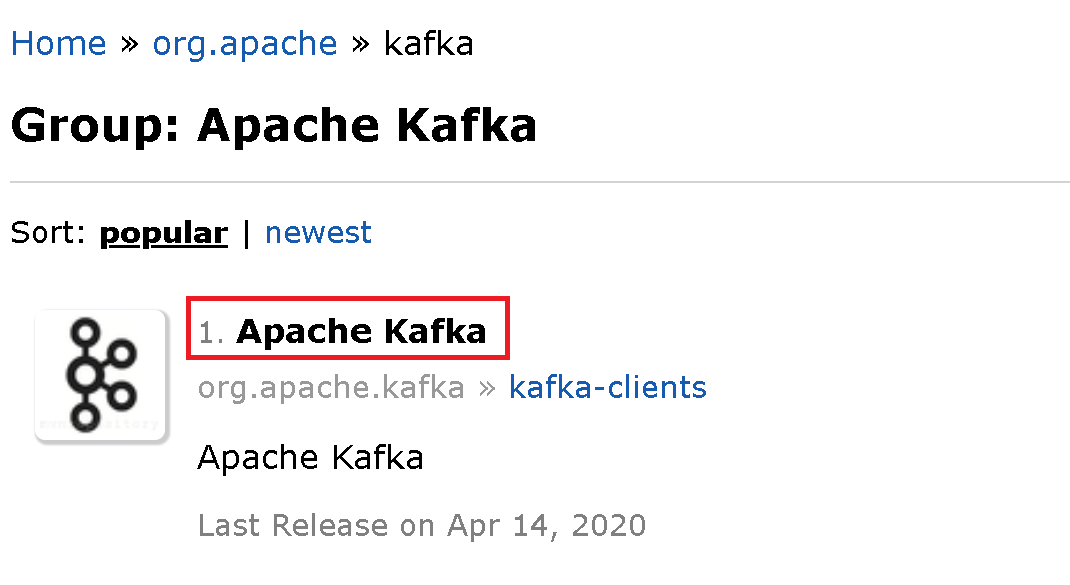 Home » org.apache » kafka
Group: Apache Kafka
Sort: popular | newest
1. Apache Kafka
org.apache.kafka » kafka-clients
Apache Kafka
Last Release on Apr 14, 2020